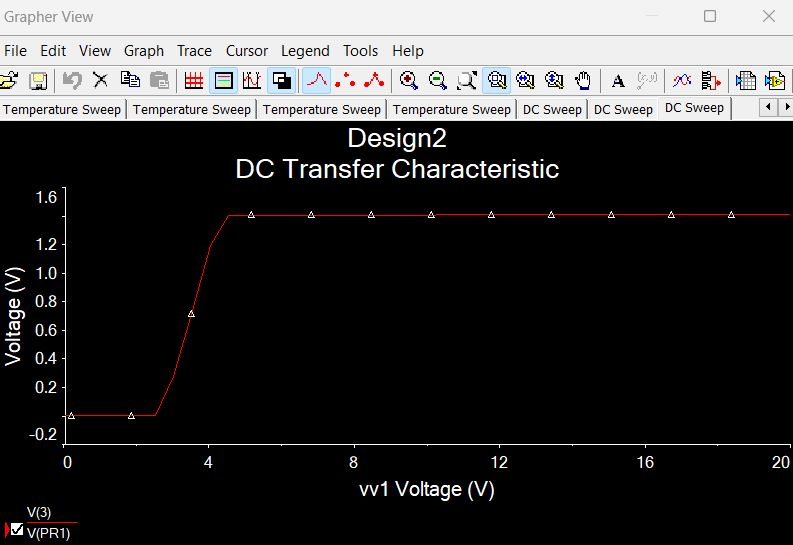 Grapher View
File Edit View Graph Trace Cursor Legend Tools Help
A
Temperature Sweep Temperature Sweep Temperature Sweep Temperature Sweep DC Sweep DC Sweep DC Sweep
Design2
DC Transfer Characteristic
Voltage (V)
1.6
1.2
1.0
0.8
0.6
0.4
0.2
-0.2
0 4 8 12 16 20
vv1 Voltage (V)
V(3)
V(PR1)